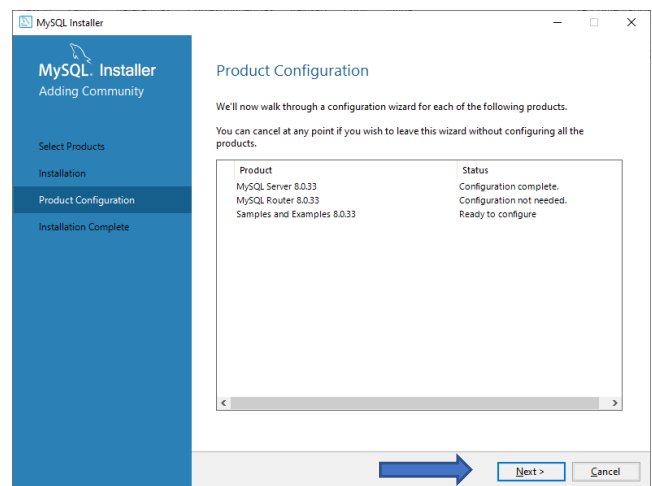 MySQL Installer
MySQL. Installer
Adding Community
Select Products
Installation
Product Configuration
Installation Complete
Product Configuration
We'll now walk through a configuration wizard for each of the following products.
You can cancel at any point if you wish to leave this wizard without configuring all the
products.
Product Status
MySQL Server 8.0.33 Configuration complete.
MySQL Router 8.0.33 Configuration not needed.
Samples and Examples 8.0.33 Ready to configure
Next > Cancel